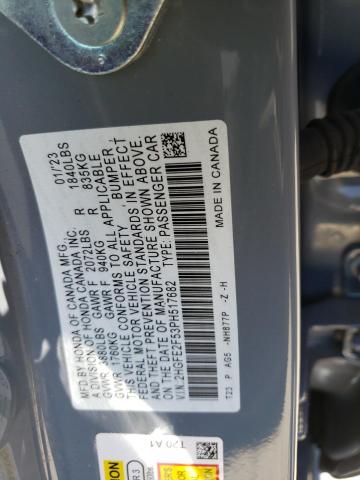 MFD. BY HONDA OF CANADA MFG. 01/'23
A DIVISION OF HONDA CANADA INC.
GVWR 3880LBS GAWR F 2072LBS R 1840LBS
GVWR 1760KG GAWR F 940KG R 835KG
THIS VEHICLE CONFORMS TO ALL APPLICABLE
FEDERAL MOTOR VEHICLE SAFETY, BUMPER,
AND THEFT PREVENTION STANDARDS IN EFFECT
ON THE DATE OF MANUFACTURE SHOWN ABOVE.
V.I.N. 2HGFE2F53PH517682 TYPE: PASSENGER CAR
MADE IN CANADA
T23 P AG5 -NH877P -Z -H
T20 A1